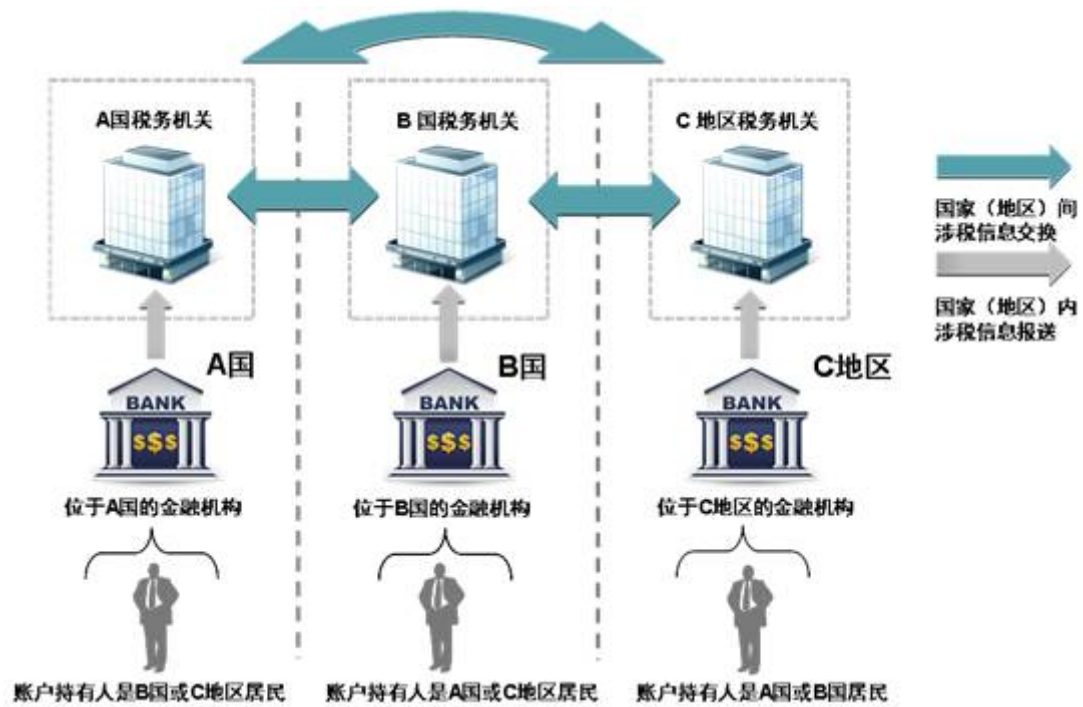 A国税务机关
B 国税务机关
C 地区税务机关
国家（地区）间
涉税信息交换
国家（地区）内
涉税信息报送
A国
B国
C地区
BANK
$$$
BANK
$$$
BANK
$$$
位于A国的金融机构
位于B国的金融机构
位于C地区的金融机构
账户持有人是B国或C地区居民
账户持有人是A国或C地区居民
账户持有人是A国或B国居民